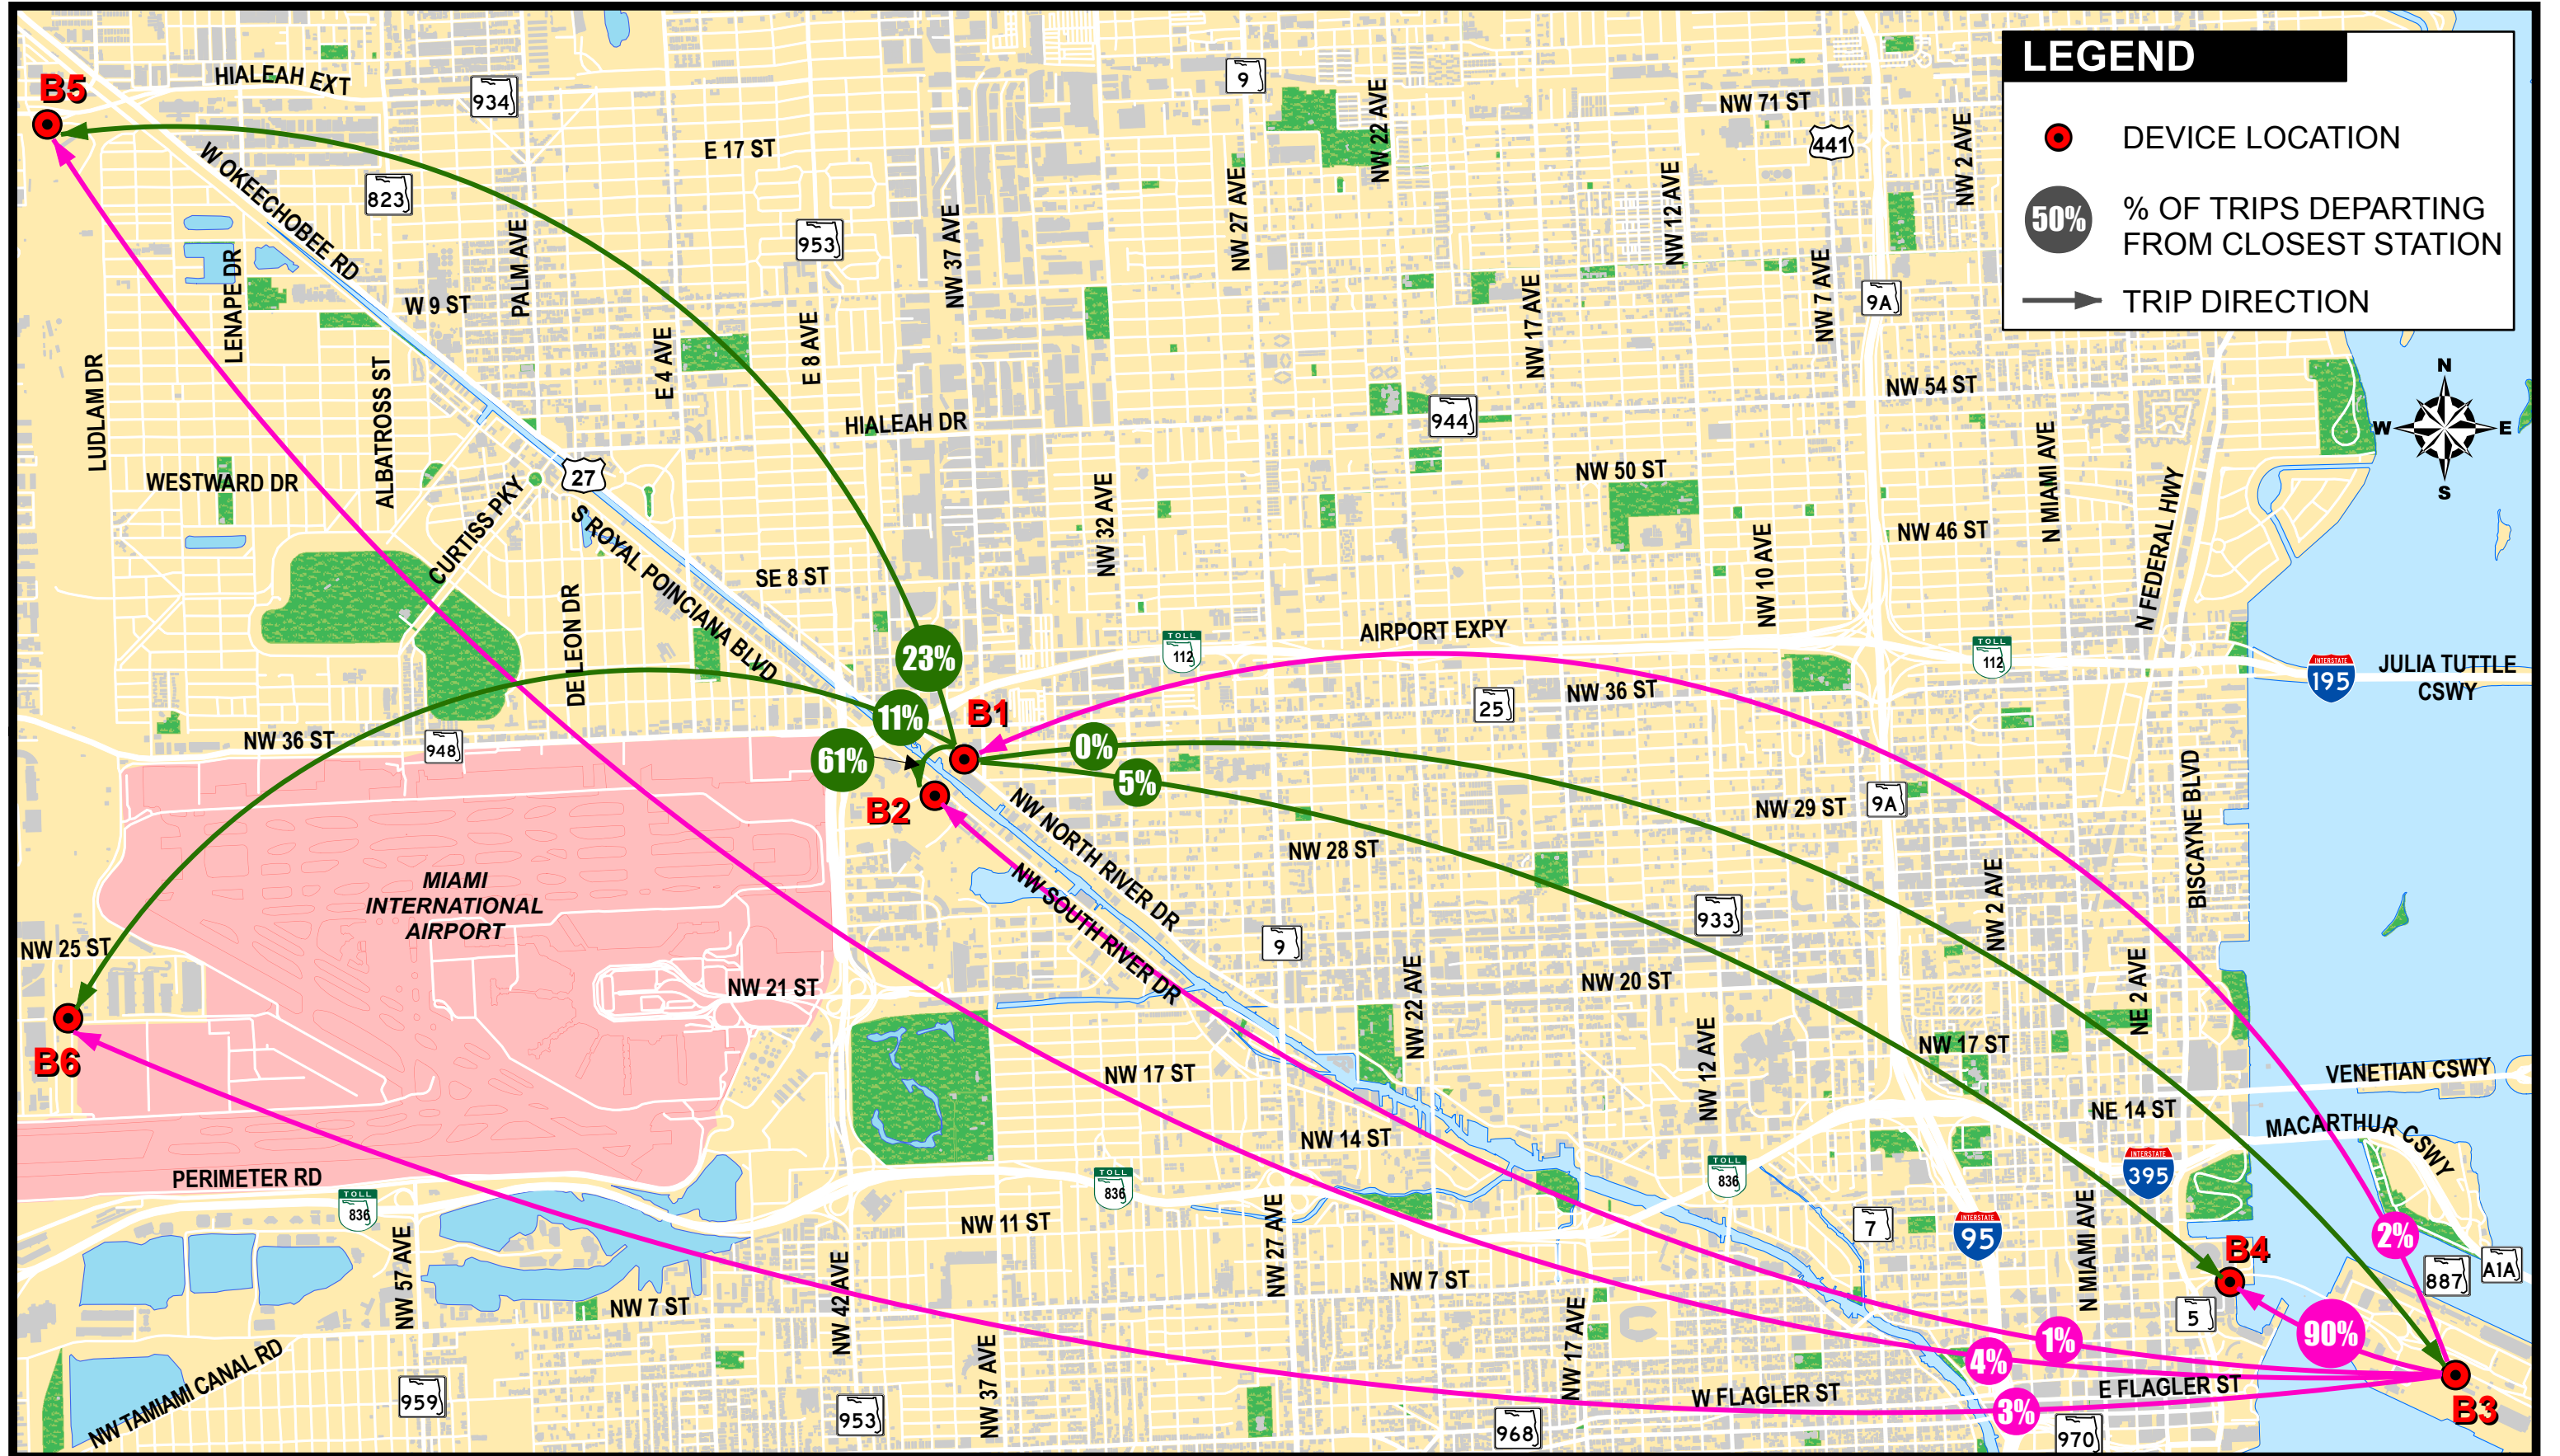 LEGEND
DEVICE LOCATION
50%
% OF TRIPS DEPARTING
FROM CLOSEST STATION
TRIP DIRECTION
B5
HIALEAH EXT
934
9
NW 22 AVE
NW 71 ST
441
NW 2 AVE
E 17 ST
W OKEECHOBEE RD
823
953
NW 37 AVE
NW 27 AVE
NW 12 AVE
LENAPE DR
PALM AVE
W 9 ST
E 4 AVE
E 8 AVE
NW 17 AVE
NW 7 AVE
9A
N
W
E
S
LUDLAM DR
ALBATROSS ST
HIALEAH DR
944
NW 54 ST
WESTWARD DR
27
CURTISS PKY
S ROYAL POINCIANA BLVD
NW 32 AVE
NW 50 ST
N MIAMI AVE
NW 46 ST
NW 10 AVE
N FEDERAL HWY
SE 8 ST
DE LEON DR
23%
TOLL
112
AIRPORT EXPY
TOLL
112
INTERSTATE
195
JULIA TUTTLE
CSWY
11%
B1
25
NW 36 ST
NW 36 ST
948
61%
0%
5%
B2
NW NORTH RIVER DR
NW 28 ST
NW 29 ST
9A
BISCAYNE BLVD
MIAMI
INTERNATIONAL
AIRPORT
NW SOUTH RIVER DR
933
NW 2 AVE
NW 25 ST
9
NW 21 ST
NW 22 AVE
NW 20 ST
NE 2 AVE
B6
NW 17 ST
NW 12 AVE
NW 17 ST
VENETIAN CSWY
NW 14 ST
NE 14 ST
MACARTHUR CSWY
PERIMETER RD
TOLL
836
TOLL
836
TOLL
836
INTERSTATE
395
NW 57 AVE
NW 11 ST
NW 27 AVE
7
INTERSTATE
95
N MIAMI AVE
2%
B4
887
A1A
NW 42 AVE
NW 7 ST
NW 7 ST
5
90%
1%
4%
NW TAMIAMI CANAL RD
959
953
NW 37 AVE
NW 17 AVE
968
W FLAGLER ST
E FLAGLER ST
3%
970
B3